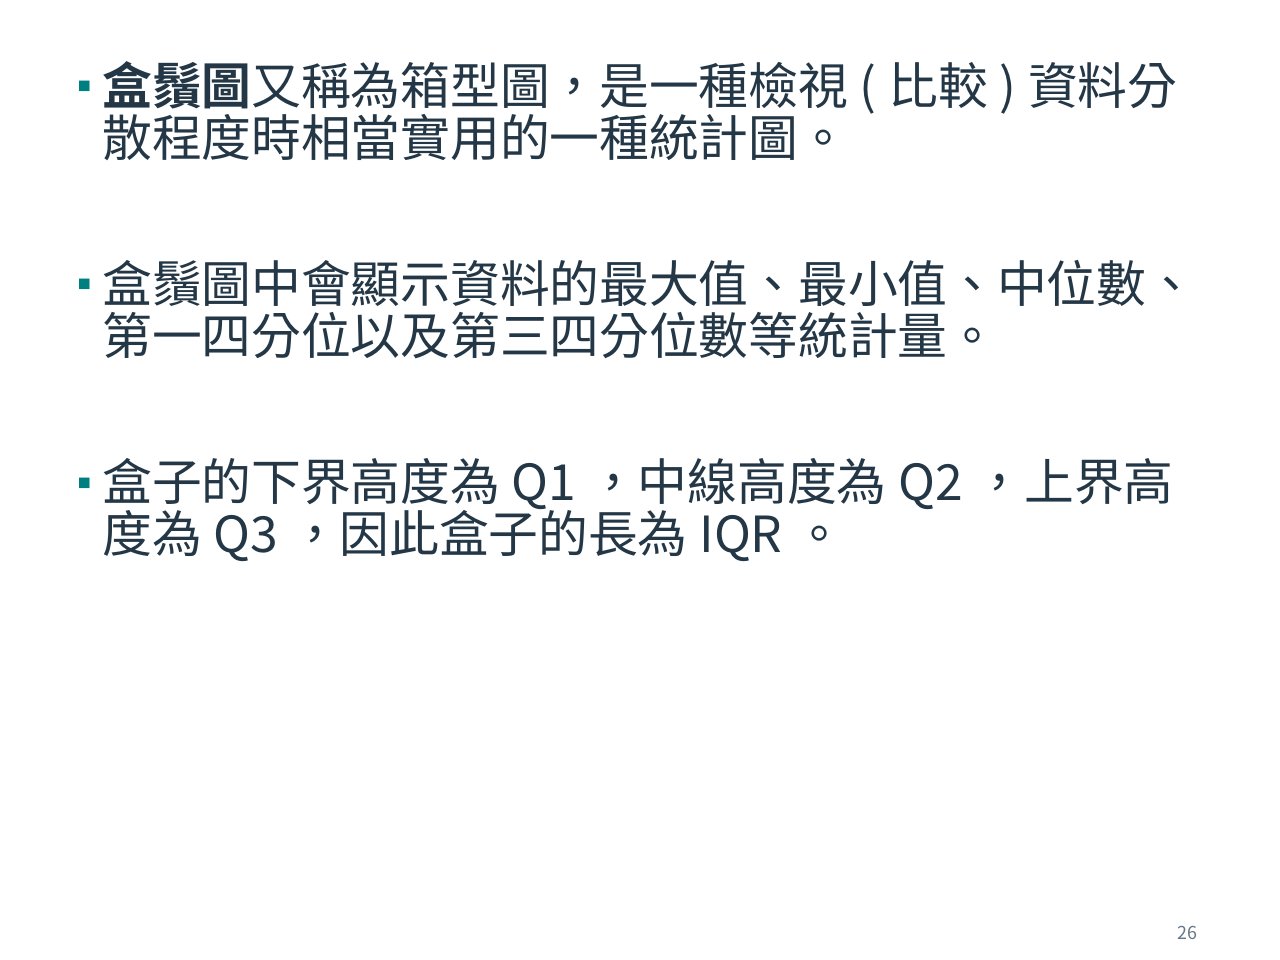 ▪盒鬚圖又稱為箱型圖，是一種檢視 ( 比較 ) 資料分
散程度時相當實用的一種統計圖。
▪盒鬚圖中會顯示資料的最大值、最小值、中位數、
第一四分位以及第三四分位數等統計量。
▪盒子的下界高度為 Q1 ，中線高度為 Q2 ，上界高
度為 Q3 ，因此盒子的長為 IQR 。
26